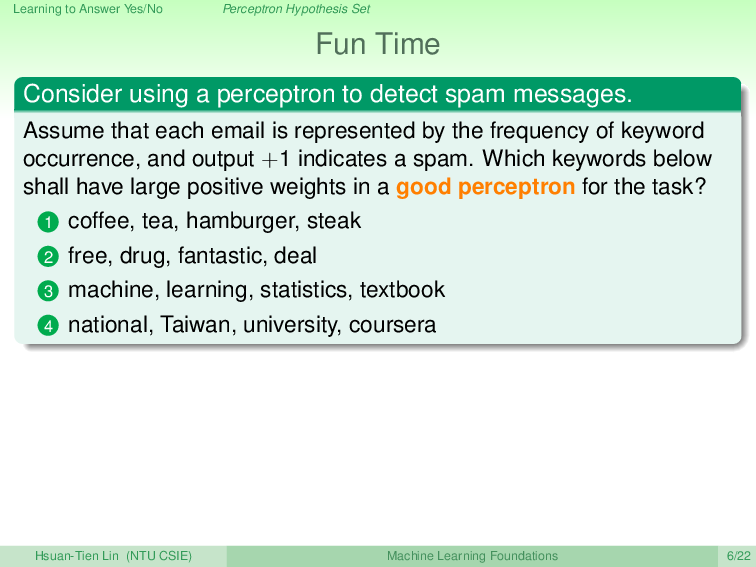 Learning to Answer Yes/No Perceptron Hypothesis Set
Fun Time
Consider using a perceptron to detect spam messages.
Assume that each email is represented by the frequency of keyword
occurrence, and output +1 indicates a spam. Which keywords below
shall have large positive weights in a good perceptron for the task?
1 coffee, tea, hamburger, steak
2 free, drug, fantastic, deal
3 machine, learning, statistics, textbook
4 national, Taiwan, university, coursera
Hsuan-Tien Lin (NTU CSIE) Machine Learning Foundations 6/22